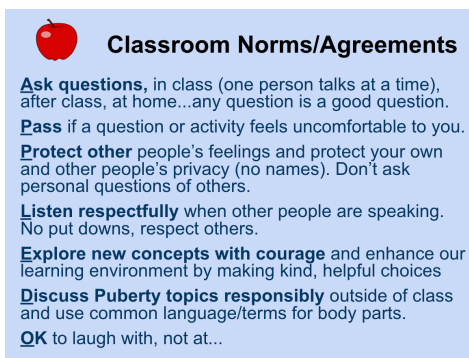 Classroom Norms/Agreements
Ask questions, in class (one person talks at a time),
after class, at home...any question is a good question.
Pass if a question or activity feels uncomfortable to you.
Protect other people's feelings and protect your own
and other people's privacy (no names). Don't ask
personal questions of others.
Listen respectfully when other people are speaking.
No put downs, respect others.
Explore new concepts with courage and enhance our
learning environment by making kind, helpful choices
Discuss Puberty topics responsibly outside of class
and use common language/terms for body parts.
OK to laugh with, not at...